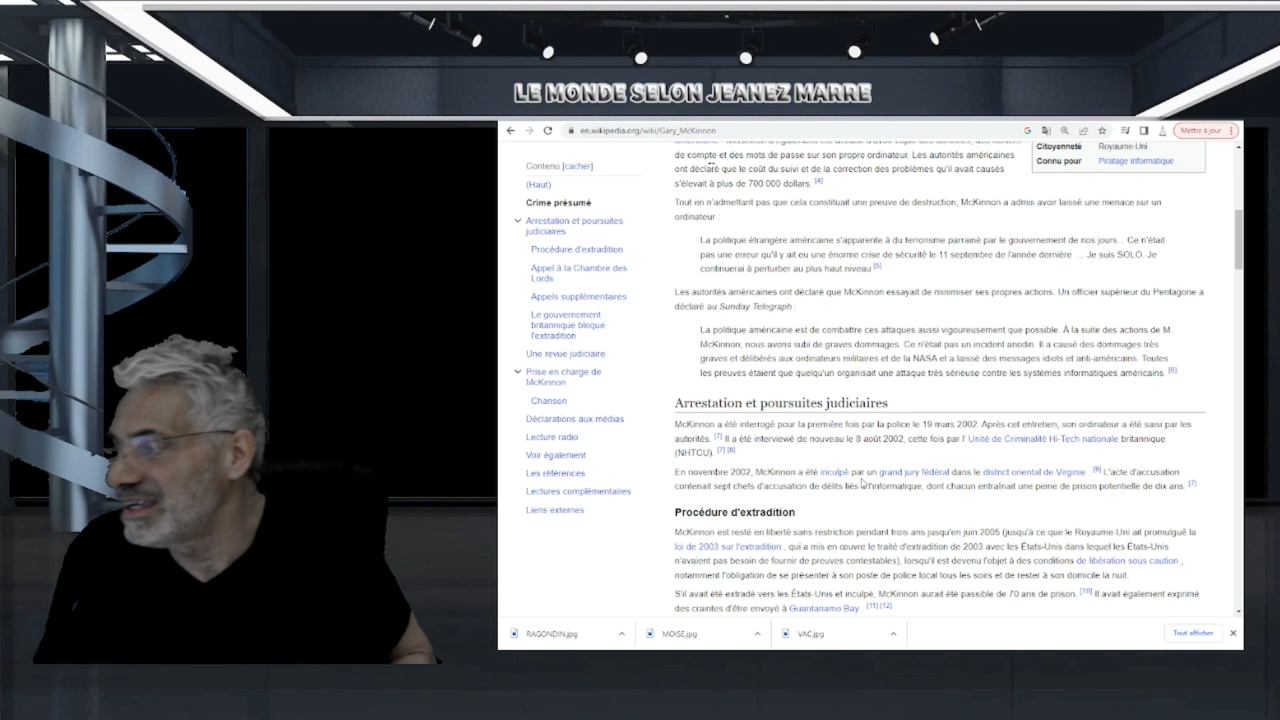 LE MONDE SELON JEANEZ MARRE
en.wikipedia.org/wiki/Gary_McKinnon
Mettre à jour
Contenu [cacher]
(Haut)
Crime présumé
Arrestation et poursuites
judiciaires
Procédure d'extradition
Appel à la Chambre des
Lords
Appels supplémentaires
Le gouvernement
britannique bloque
l'extradition
Une revue judiciaire
Prise en charge de
McKinnon
Chanson
Déclarations aux médias
Lecture radio
Voir également
Les références
Lectures complémentaires
Liens externes
de compte et des mots de passe sur son propre ordinateur. Les autorités américaines
ont déclaré que le coût du suivi et de la correction des problèmes qu'il avait causés
s'élevait à plus de 700 000 dollars. [4]
Citoyenneté Royaume-Uni
Connu pour Piratage informatique
Tout en n'admettant pas que cela constituait une preuve de destruction, McKinnon a admis avoir laissé une menace sur un
ordinateur :
La politique étrangère américaine s'apparente à du terrorisme parrainé par le gouvernement de nos jours... Ce n'était
pas une erreur qu'il y ait eu une énorme crise de sécurité le 11 septembre de l'année dernière. ... Je suis SOLO. Je
continuerai à perturber au plus haut niveau [5]
Les autorités américaines ont déclaré que McKinnon essayait de minimiser ses propres actions. Un officier supérieur du Pentagone a
déclaré au Sunday Telegraph :
La politique américaine est de combattre ces attaques aussi vigoureusement que possible. À la suite des actions de M.
McKinnon, nous avons subi de graves dommages. Ce n'était pas un incident anodin. Il a causé des dommages très
graves et délibérés aux ordinateurs militaires et de la NASA et a laissé des messages idiots et anti-américains. Toutes
les preuves étaient que quelqu'un organisait une attaque très sérieuse contre les systèmes informatiques américains. [6]
Arrestation et poursuites judiciaires
McKinnon a été interrogé pour la première fois par la police le 19 mars 2002. Après cet entretien, son ordinateur a été saisi par les
autorités. [7] Il a été interviewé de nouveau le 8 août 2002, cette fois par l' Unité de Criminalité Hi-Tech nationale britannique
(NHTCU). [7] [8]
En novembre 2002, McKinnon a été inculpé par un grand jury fédéral dans le district oriental de Virginie . [9] L'acte d'accusation
contenait sept chefs d'accusation de délits liés à l'informatique, dont chacun entraînait une peine de prison potentielle de dix ans. [7]
Procédure d'extradition
McKinnon est resté en liberté sans restriction pendant trois ans jusqu'en juin 2005 (jusqu'à ce que le Royaume-Uni ait promulgué la
loi de 2003 sur l'extradition , qui a mis en œuvre le traité d'extradition de 2003 avec les États-Unis dans lequel les États-Unis
n'avaient pas besoin de fournir de preuves contestables), lorsqu'il est devenu l'objet à des conditions de libération sous caution ,
notamment l'obligation de se présenter à son poste de police local tous les soirs et de rester à son domicile la nuit.
S'il avait été extradé vers les États-Unis et inculpé, McKinnon aurait été passible de 70 ans de prison. [10] Il avait également exprimé
des craintes d'être envoyé à Guantanamo Bay . [11] [12]
RAGONDIN.jpg
MOISE.jpg
VAC.jpg
Tout afficher